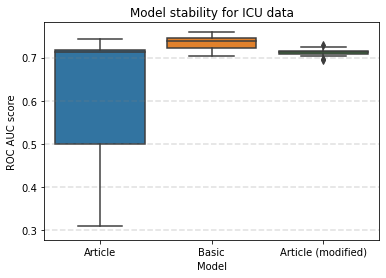 Model stability for ICU data
ROC AUC score
0.7
0.6
0.5
0.4
0.3
Article
Basic
Article (modified)
Model